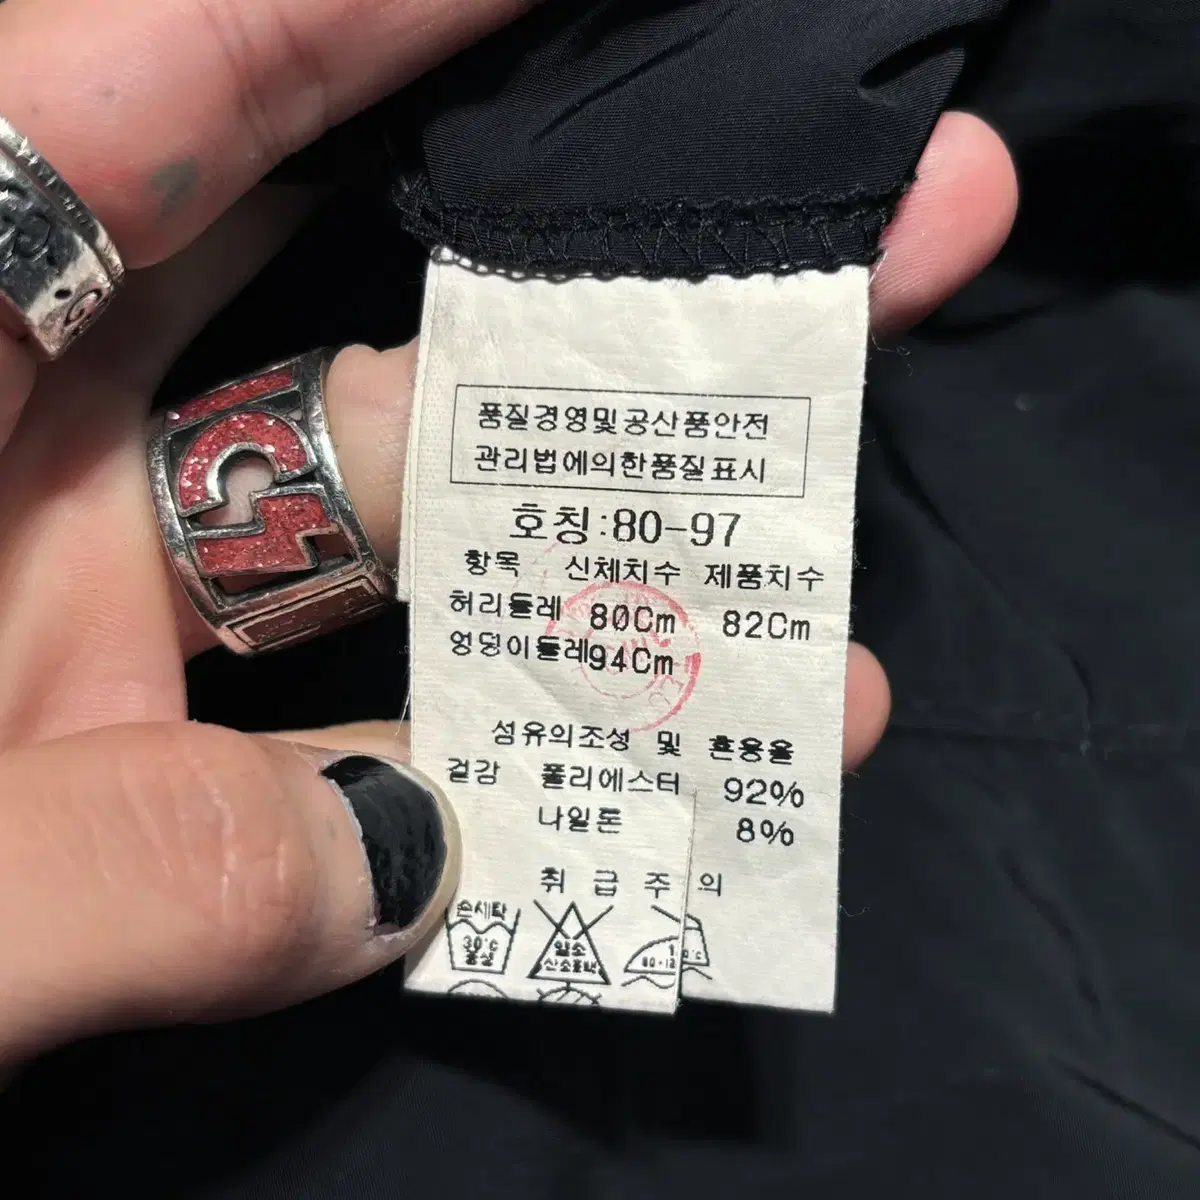 품질경영및공산품안전
관리법에의한품질표시
호칭:80-97
항목 신체치수 제품치수
허리둘레 80Cm 82Cm
엉덩이둘레94Cm
섬유의조성 및 혼용율
겉감 폴리에스터 92%
나일론 8%
취급주의
손세탁
30℃
중성
염소
산소표백